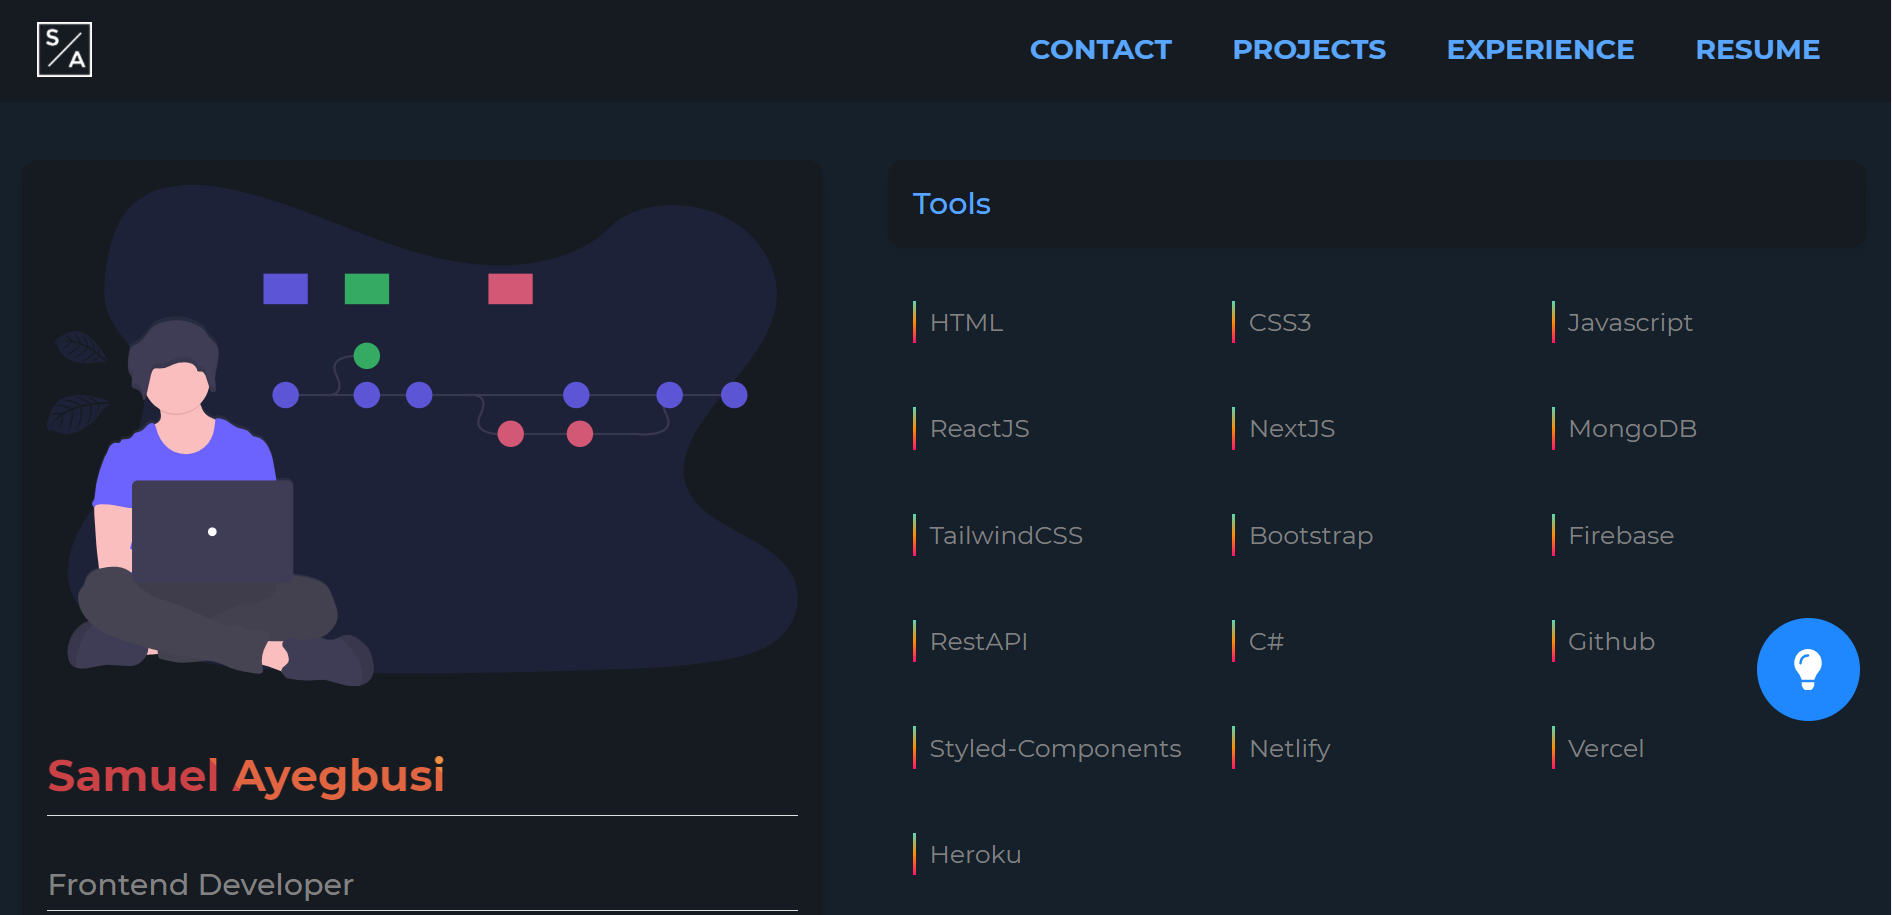 S/A
CONTACT PROJECTS EXPERIENCE RESUME
Tools
HTML CSS3 Javascript
ReactJS NextJS MongoDB
TailwindCSS Bootstrap Firebase
RestAPI C# Github
Styled-Components Netlify Vercel
Heroku
Samuel Ayegbusi
Frontend Developer